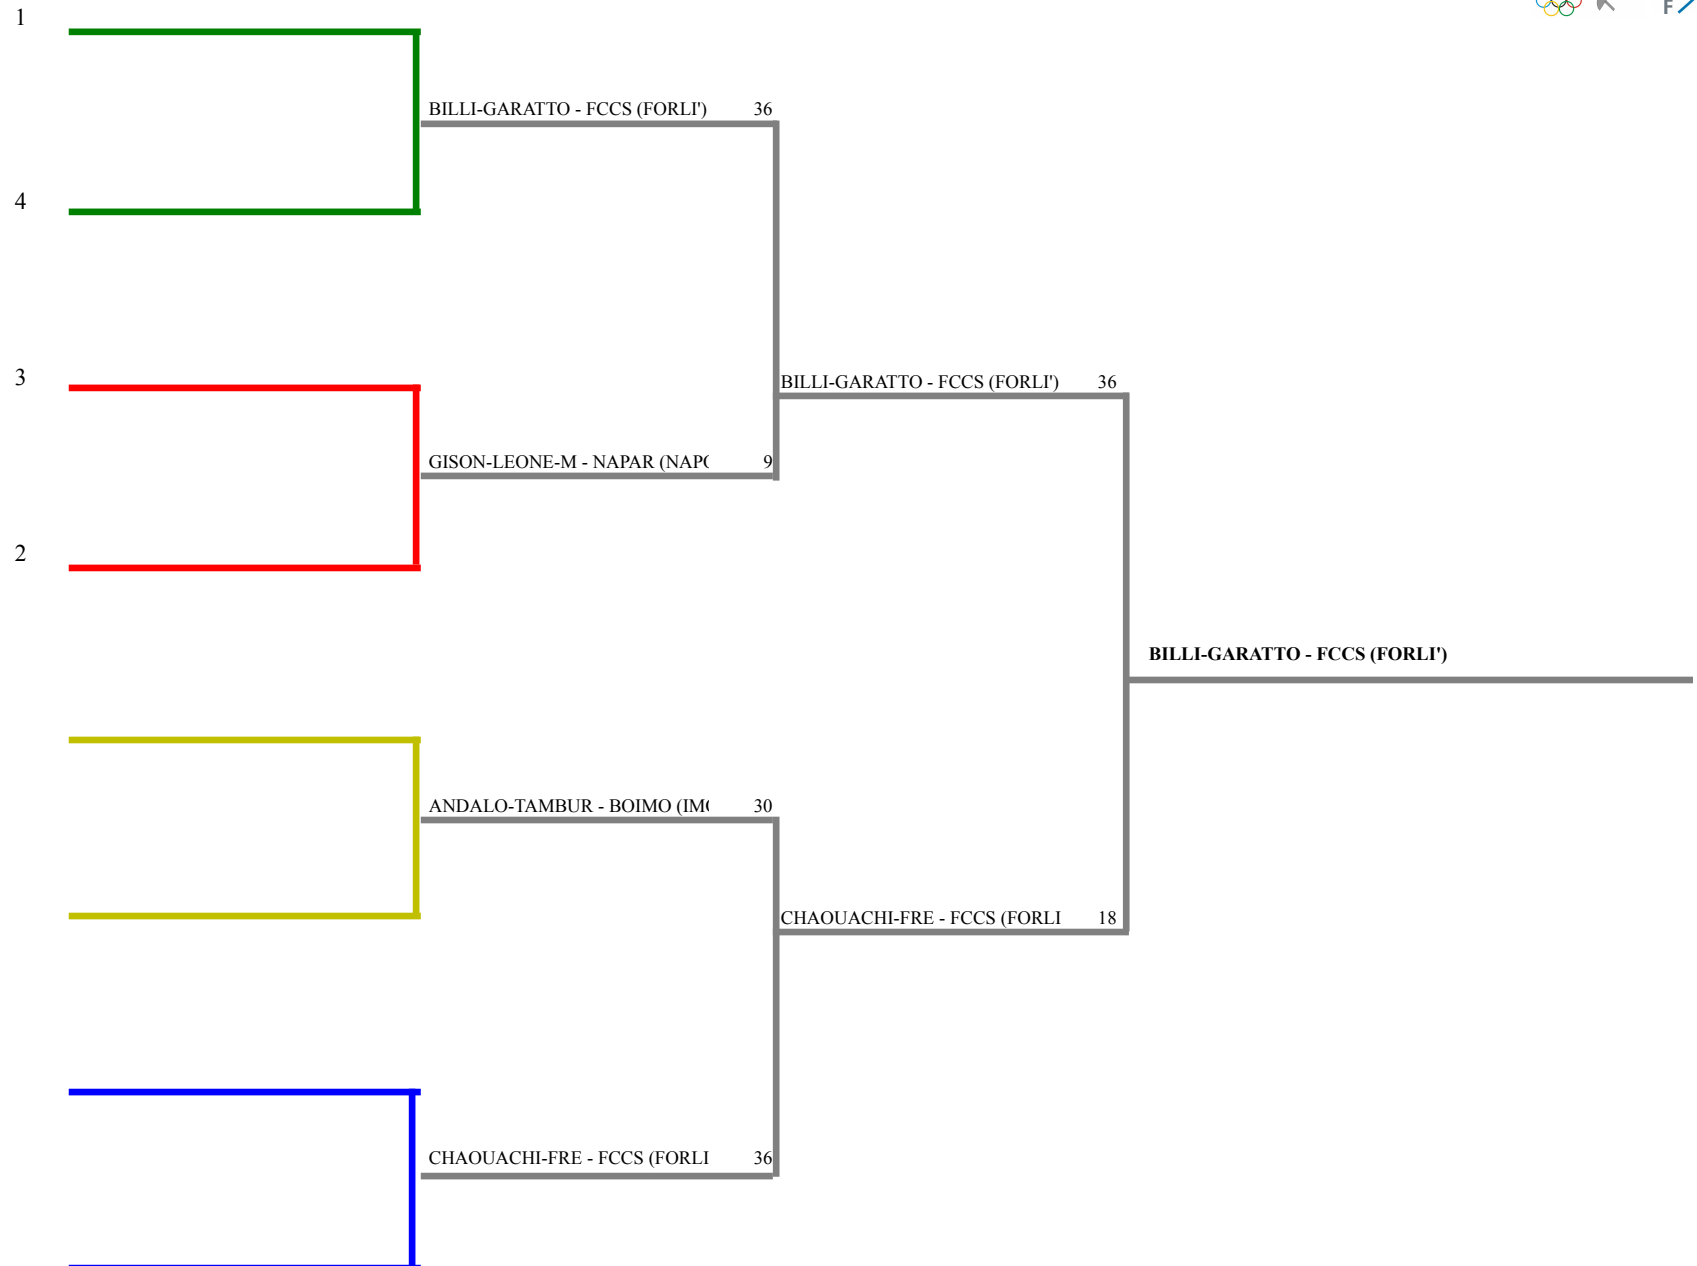 1
F
BILLI-GARATTO - FCCS (FORLI') 36
4
3
BILLI-GARATTO - FCCS (FORLI') 36
GISON-LEONE-M - NAPAR (NAP 9
2
BILLI-GARATTO - FCCS (FORLI')
ANDALO-TAMBUR - BOIMO (IM 30
CHAOUACHI-FRE - FCCS (FORLI 18
CHAOUACHI-FRE - FCCS (FORLI 36